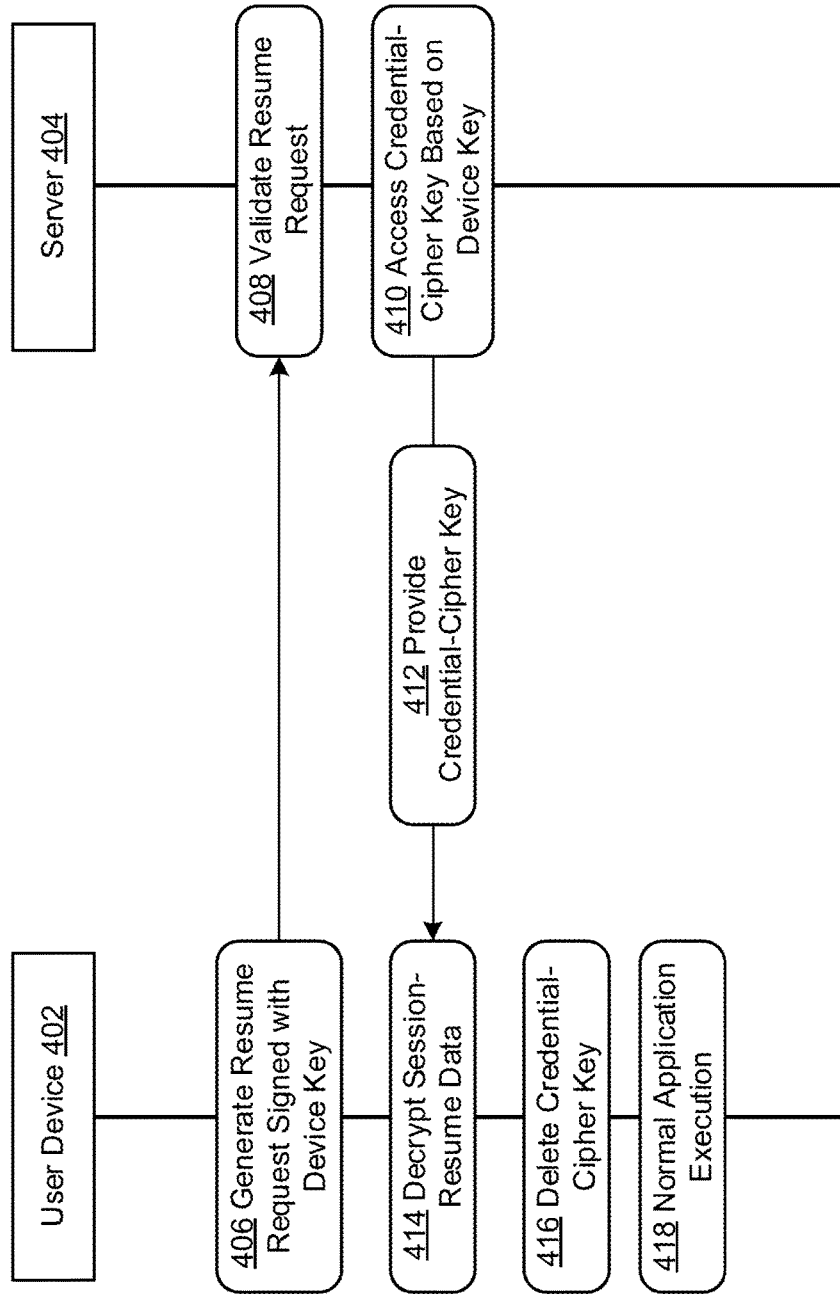 User Device 402
Server 404
406 Generate Resume
Request Signed with
Device Key
408 Validate Resume
Request
410 Access Credential-
Cipher Key Based on
Device Key
412 Provide
Credential-Cipher Key
414 Decrypt Session-
Resume Data
416 Delete Credential-
Cipher Key
418 Normal Application
Execution